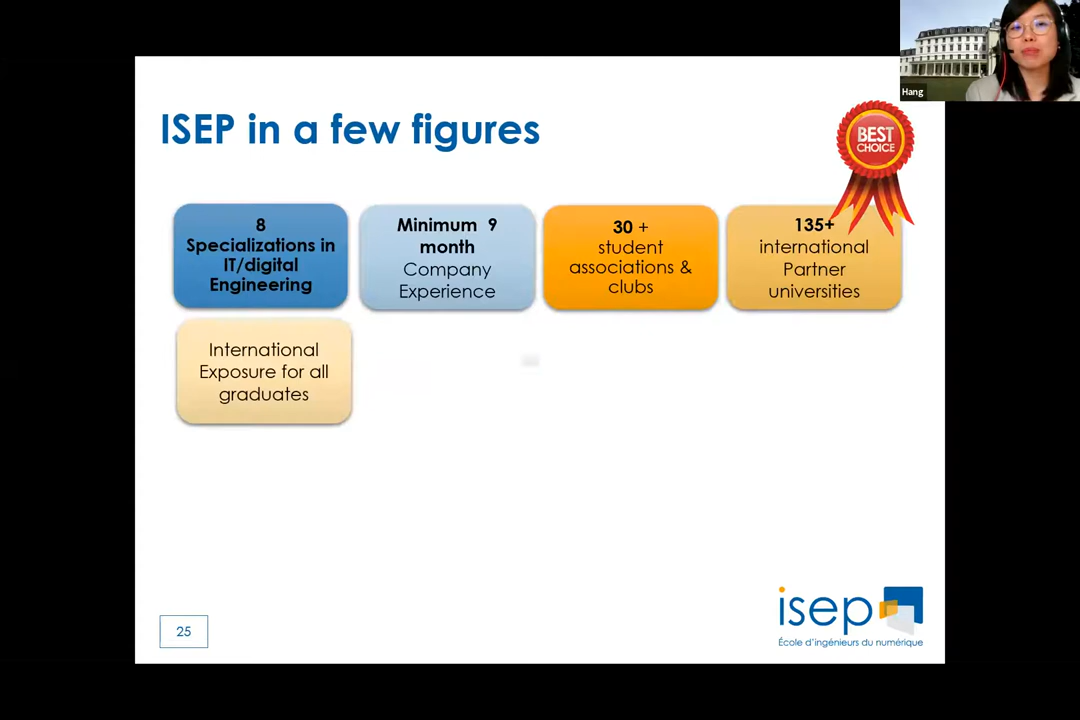 Hang
ISEP in a few figures
BEST
CHOICE
8
Specializations in
IT/digital
Engineering
Minimum 9
month
Company
Experience
30 +
student
associations &
clubs
135+
international
Partner
universities
International
Exposure for all
graduates
25
isep
École d'ingénieurs du numérique